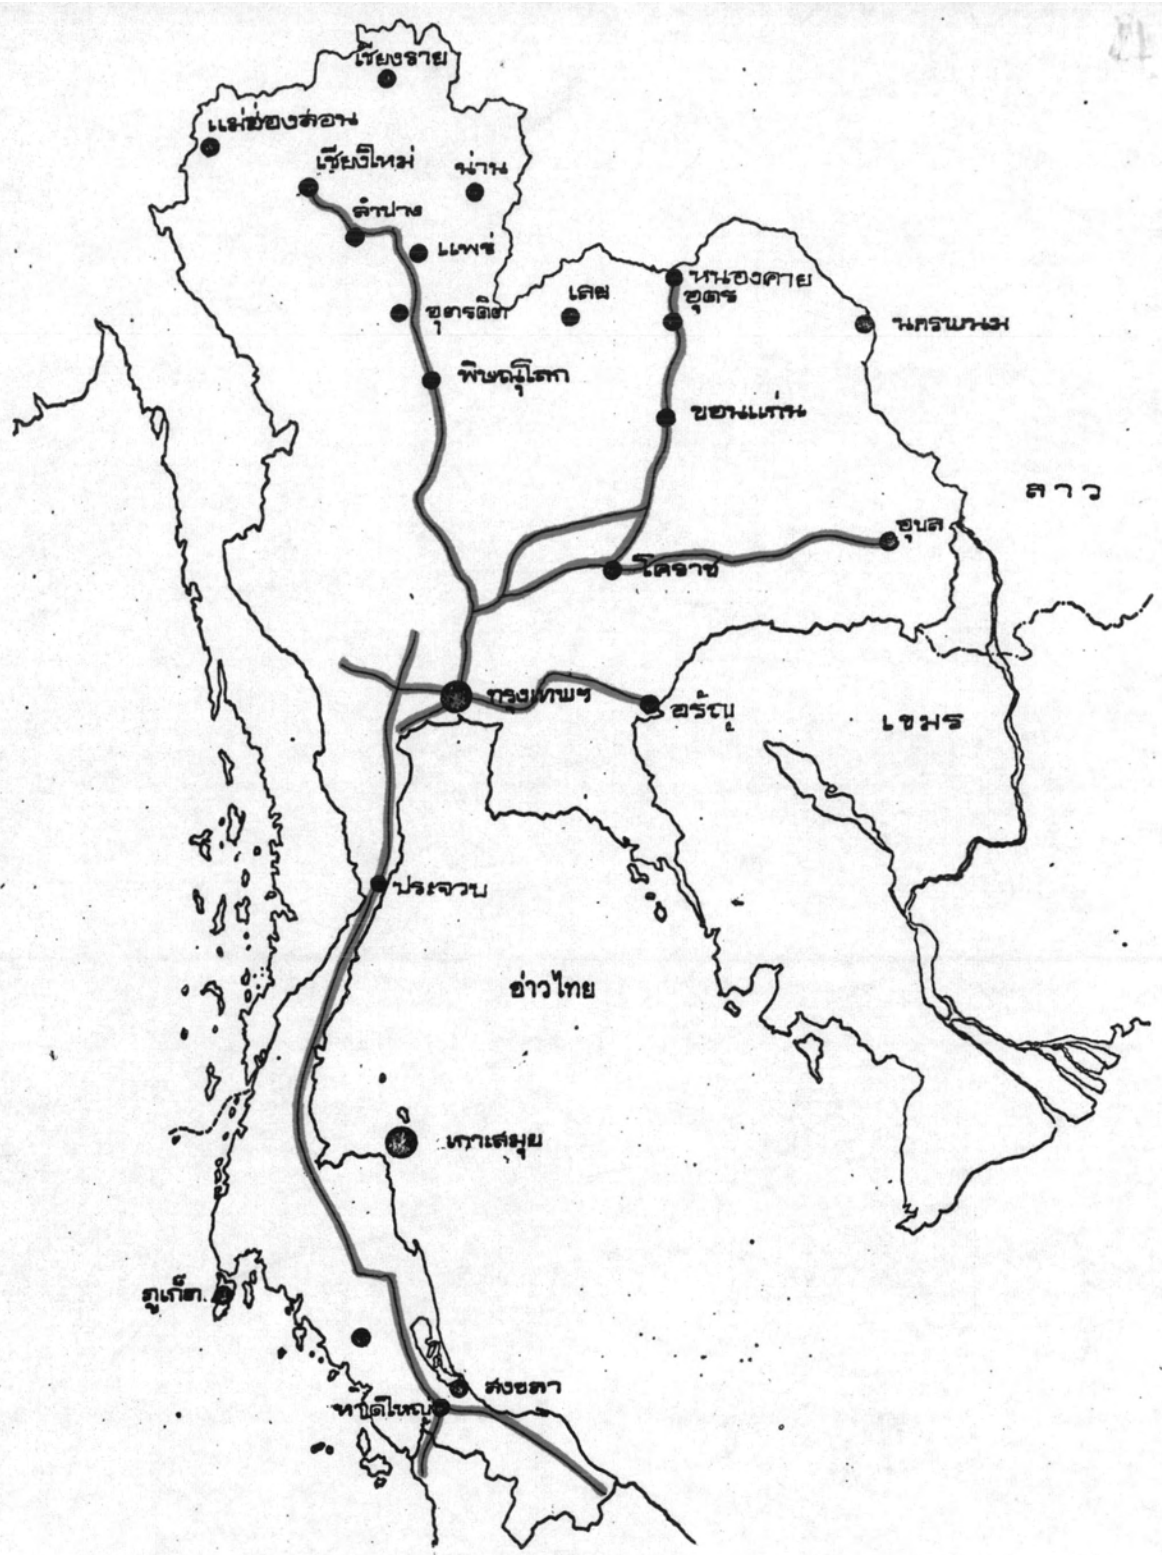 เชียงราย
แม่ฮ่องสอน
เชียงใหม่
น่าน
ลำปาง
แพร่
หนองคาย
อุดร
เลย
อุตรดิต
นครพนม
พิษณุโลก
ขอนแก่น
ลาว
อุบล
โคราช
กรุงเทพฯ
อรัญ
เขมร
ประจวบ
อ่าวไทย
เกาะสมุย
ภูเก็ต
สงขลา
หาดใหญ่